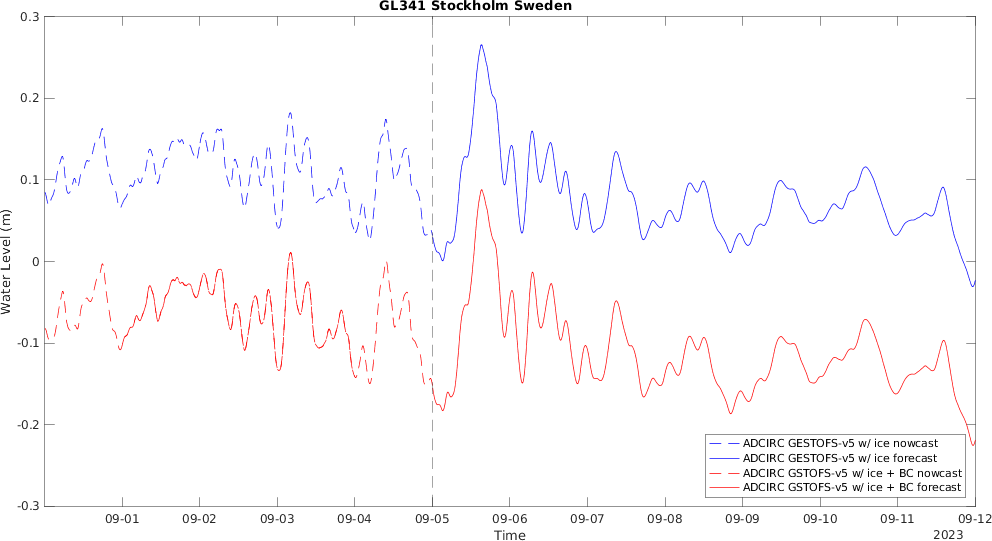 GL341 Stockholm Sweden
0.3
0.2
0.1
0
-0.1
-0.2
-0.3
Water Level (m)
ADCIRC GESTOFS-v5 w/ ice nowcast
ADCIRC GESTOFS-v5 w/ ice forecast
ADCIRC GSTOFS-v5 w/ ice + BC nowcast
ADCIRC GSTOFS-v5 w/ ice + BC forecast
09-01 09-02 09-03 09-04 09-05 09-06 09-07 09-08 09-09 09-10 09-11 09-12
Time
2023